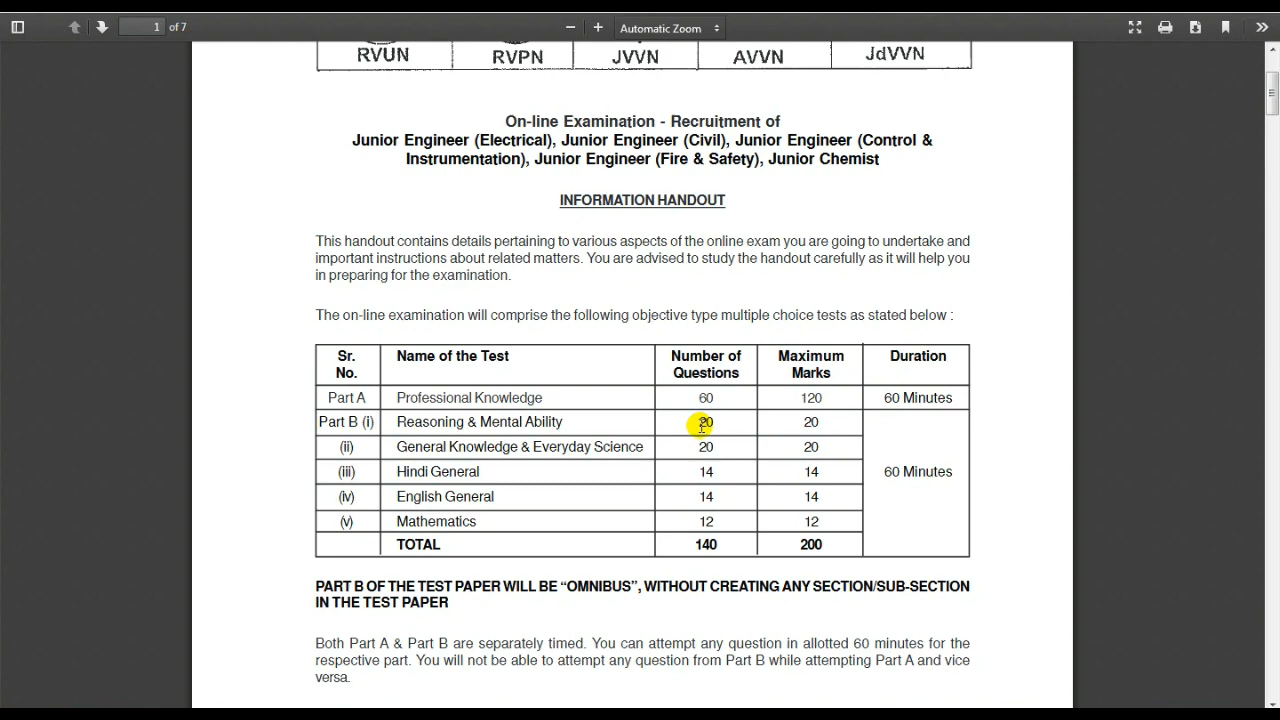 1 of 7 Automatic Zoom
RVUN RVPN JVVN AVVN JdVVN
On-line Examination - Recruitment of
Junior Engineer (Electrical), Junior Engineer (Civil), Junior Engineer (Control &
Instrumentation), Junior Engineer (Fire & Safety), Junior Chemist
INFORMATION HANDOUT
This handout contains details pertaining to various aspects of the online exam you are going to undertake and
important instructions about related matters. You are advised to study the handout carefully as it will help you
in preparing for the examination.
The on-line examination will comprise the following objective type multiple choice tests as stated below :
Sr. Name of the Test Number of Maximum Duration
No. Questions Marks
Part A Professional Knowledge 60 120 60 Minutes
Part B (i) Reasoning & Mental Ability 20 20
(ii) General Knowledge & Everyday Science 20 20
(iii) Hindi General 14 14 60 Minutes
(iv) English General 14 14
(v) Mathematics 12 12
TOTAL 140 200
PART B OF THE TEST PAPER WILL BE “OMNIBUS”, WITHOUT CREATING ANY SECTION/SUB-SECTION
IN THE TEST PAPER
Both Part A & Part B are separately timed. You can attempt any question in allotted 60 minutes for the
respective part. You will not be able to attempt any question from Part B while attempting Part A and vice
versa.